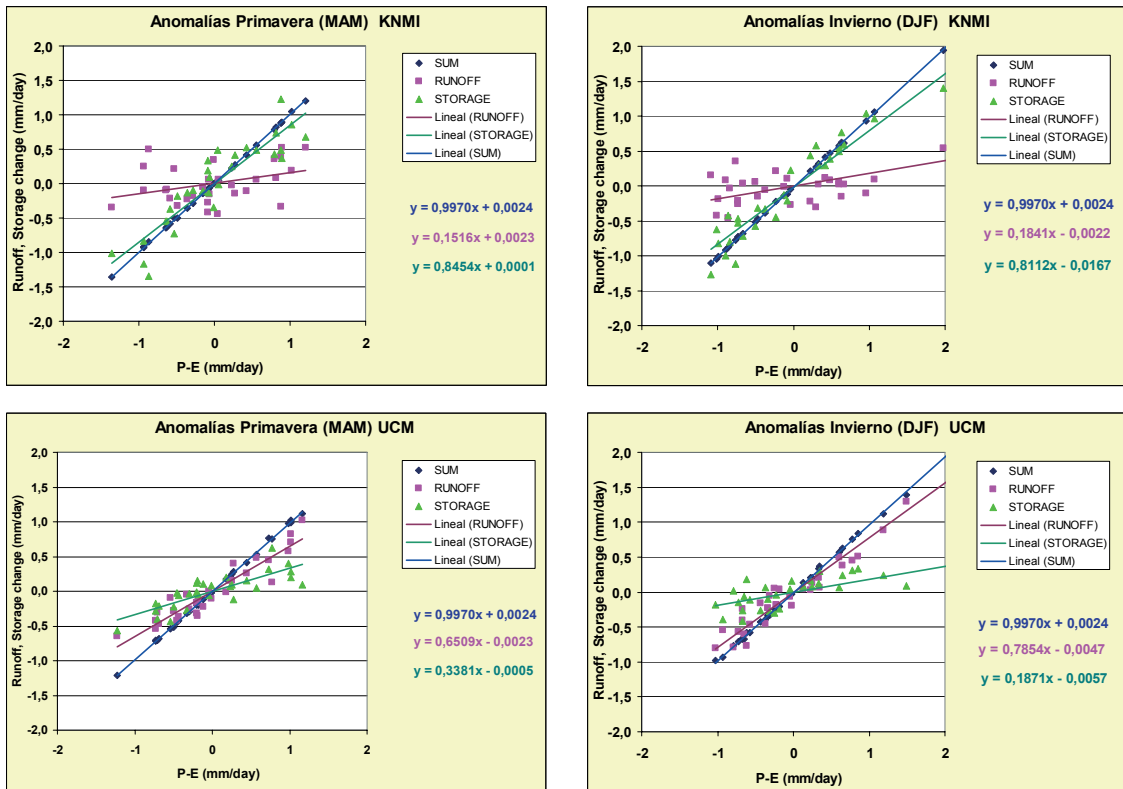 Anomalías Primavera (MAM) KNMI
2,0
1,5
1,0
0,5
0,0
-0,5
-1,0
-1,5
-2,0
-2
-1
0
1
2
Runoff, Storage change (mm/day)
P-E (mm/day)
SUM
RUNOFF
STORAGE
Lineal (RUNOFF)
Lineal (STORAGE)
Lineal (SUM)
y = 0,9970x + 0,0024
y = 0,1516x + 0,0023
y = 0,8454x + 0,0001
Anomalías Invierno (DJF) KNMI
2,0
1,5
1,0
0,5
0,0
-0,5
-1,0
-1,5
-2,0
-2
-1
0
1
2
Runoff, Storage change (mm/day)
P-E (mm/day)
SUM
RUNOFF
STORAGE
Lineal (RUNOFF)
Lineal (STORAGE)
Lineal (SUM)
y = 0,9970x + 0,0024
y = 0,1841x - 0,0022
y = 0,8112x - 0,0167
Anomalías Primavera (MAM) UCM
2,0
1,5
1,0
0,5
0,0
-0,5
-1,0
-1,5
-2,0
-2
-1
0
1
2
Runoff, Storage change (mm/day)
P-E (mm/day)
SUM
RUNOFF
STORAGE
Lineal (RUNOFF)
Lineal (STORAGE)
Lineal (SUM)
y = 0,9970x + 0,0024
y = 0,6509x - 0,0023
y = 0,3381x - 0,0005
Anomalías Invierno (DJF) UCM
2,0
1,5
1,0
0,5
0,0
-0,5
-1,0
-1,5
-2,0
-2
-1
0
1
2
Runoff, Storage change (mm/day)
P-E (mm/day)
SUM
RUNOFF
STORAGE
Lineal (RUNOFF)
Lineal (STORAGE)
Lineal (SUM)
y = 0,9970x + 0,0024
y = 0,7854x - 0,0047
y = 0,1871x - 0,0057